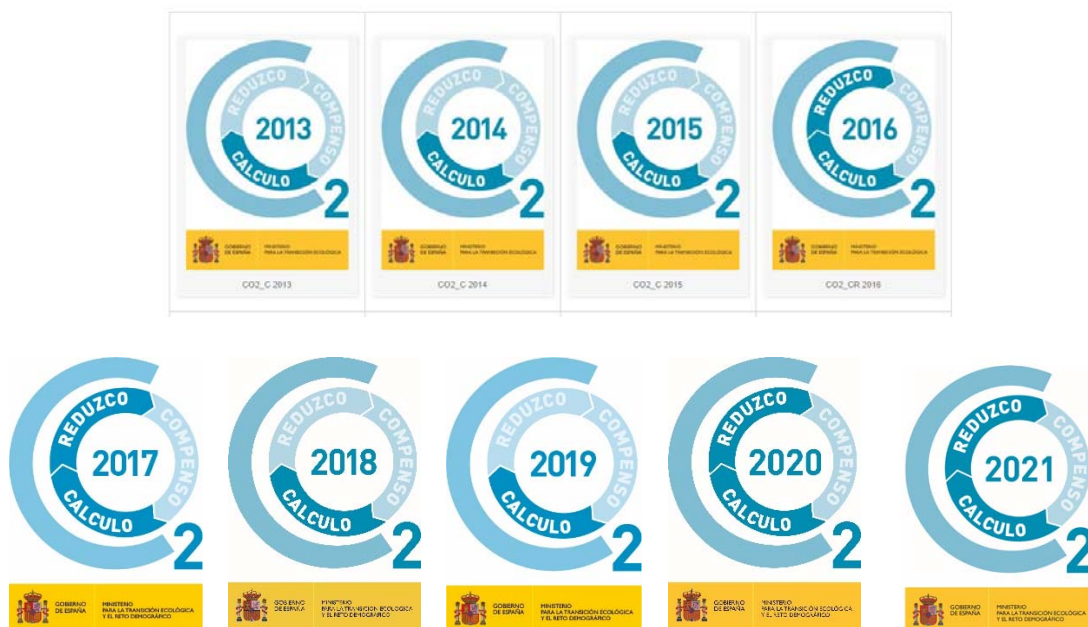 REDUZCO
COMPENSO
CALCULO
2013
2
GOBIERNO
DE ESPAÑA
MINISTERIO
PARA LA TRANSICIÓN ECOLÓGICA
CO2_C 2013
REDUZCO
COMPENSO
CALCULO
2014
2
GOBIERNO
DE ESPAÑA
MINISTERIO
PARA LA TRANSICIÓN ECOLÓGICA
CO2_C 2014
REDUZCO
COMPENSO
CALCULO
2015
2
GOBIERNO
DE ESPAÑA
MINISTERIO
PARA LA TRANSICIÓN ECOLÓGICA
CO2_C 2015
REDUZCO
COMPENSO
CALCULO
2016
2
GOBIERNO
DE ESPAÑA
MINISTERIO
PARA LA TRANSICIÓN ECOLÓGICA
CO2_CR 2016
REDUZCO
COMPENSO
CALCULO
2017
2
GOBIERNO
DE ESPAÑA
MINISTERIO
PARA LA TRANSICIÓN ECOLÓGICA
Y EL RETO DEMOGRÁFICO
REDUZCO
COMPENSO
CALCULO
2018
2
GOBIERNO
DE ESPAÑA
MINISTERIO
PARA LA TRANSICIÓN ECOLÓGICA
Y EL RETO DEMOGRÁFICO
REDUZCO
COMPENSO
CALCULO
2019
2
GOBIERNO
DE ESPAÑA
MINISTERIO
PARA LA TRANSICIÓN ECOLÓGICA
Y EL RETO DEMOGRÁFICO
REDUZCO
COMPENSO
CALCULO
2020
2
GOBIERNO
DE ESPAÑA
MINISTERIO
PARA LA TRANSICIÓN ECOLÓGICA
Y EL RETO DEMOGRÁFICO
REDUZCO
COMPENSO
CALCULO
2021
2
GOBIERNO
DE ESPAÑA
MINISTERIO
PARA LA TRANSICIÓN ECOLÓGICA
Y EL RETO DEMOGRÁFICO